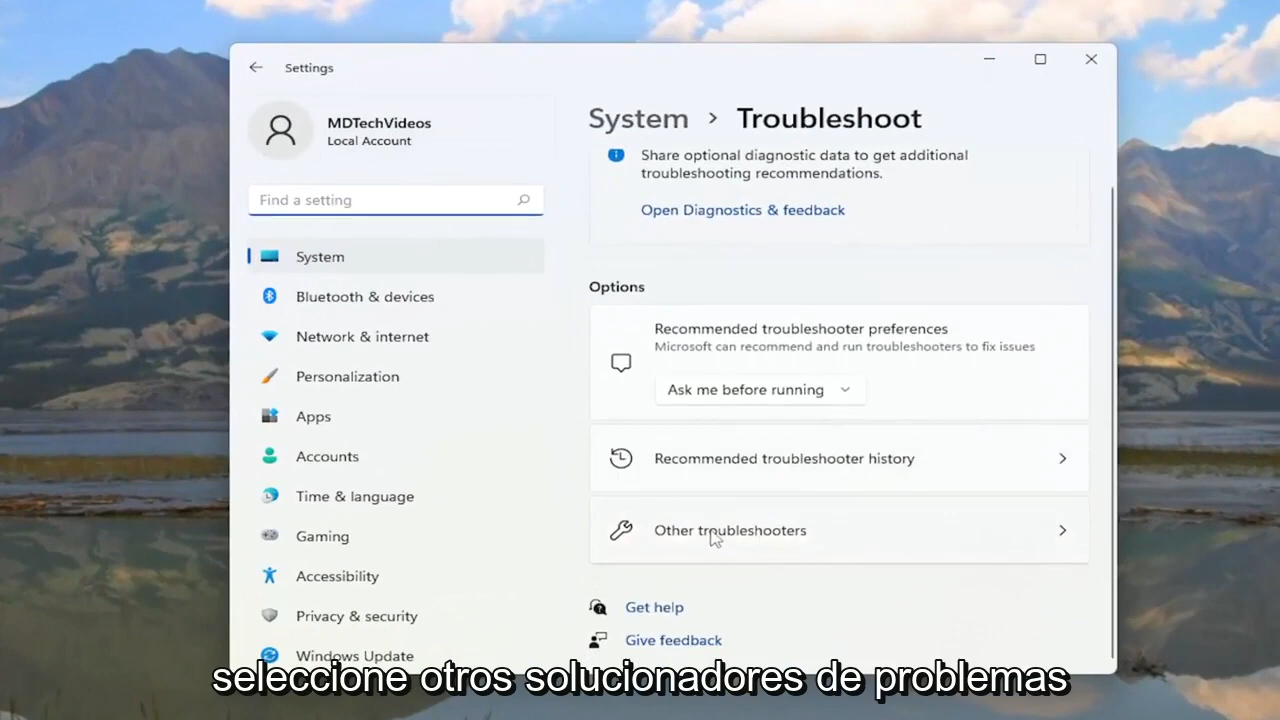 Settings
MDTechVideos
Local Account
Find a setting
System
Bluetooth & devices
Network & internet
Personalization
Apps
Accounts
Time & language
Gaming
Accessibility
Privacy & security
Windows Update
System > Troubleshoot
Share optional diagnostic data to get additional
troubleshooting recommendations.
Open Diagnostics & feedback
Options
Recommended troubleshooter preferences
Microsoft can recommend and run troubleshooters to fix issues
Ask me before running
Recommended troubleshooter history
Other troubleshooters
Get help
Give feedback
seleccione otros solucionadores de problemas